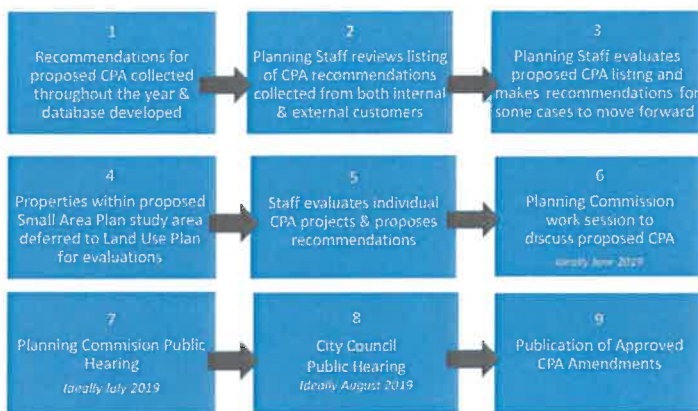 1
Recommendations for
proposed CPA collected
throughout the year &
database developed
2
Planning Staff reviews listing
of CPA recommendations
collected from both internal
& external customers
3
Planning Staff evaluates
proposed CPA listing and
makes recommendations for
some cases to move forward
4
Properties within proposed
Small Area Plan study area
deferred to Land Use Plan
for evaluations
5
Staff evaluates individual
CPA projects & proposes
recommendations
6
Planning Commission
work session to
discuss proposed CPA
Ideally 2019
7
Planning Commision Public
Hearing
Ideally July 2019
8
City Council
Public Hearing
Ideally August 2019
9
Publication of Approved
CPA Amendments